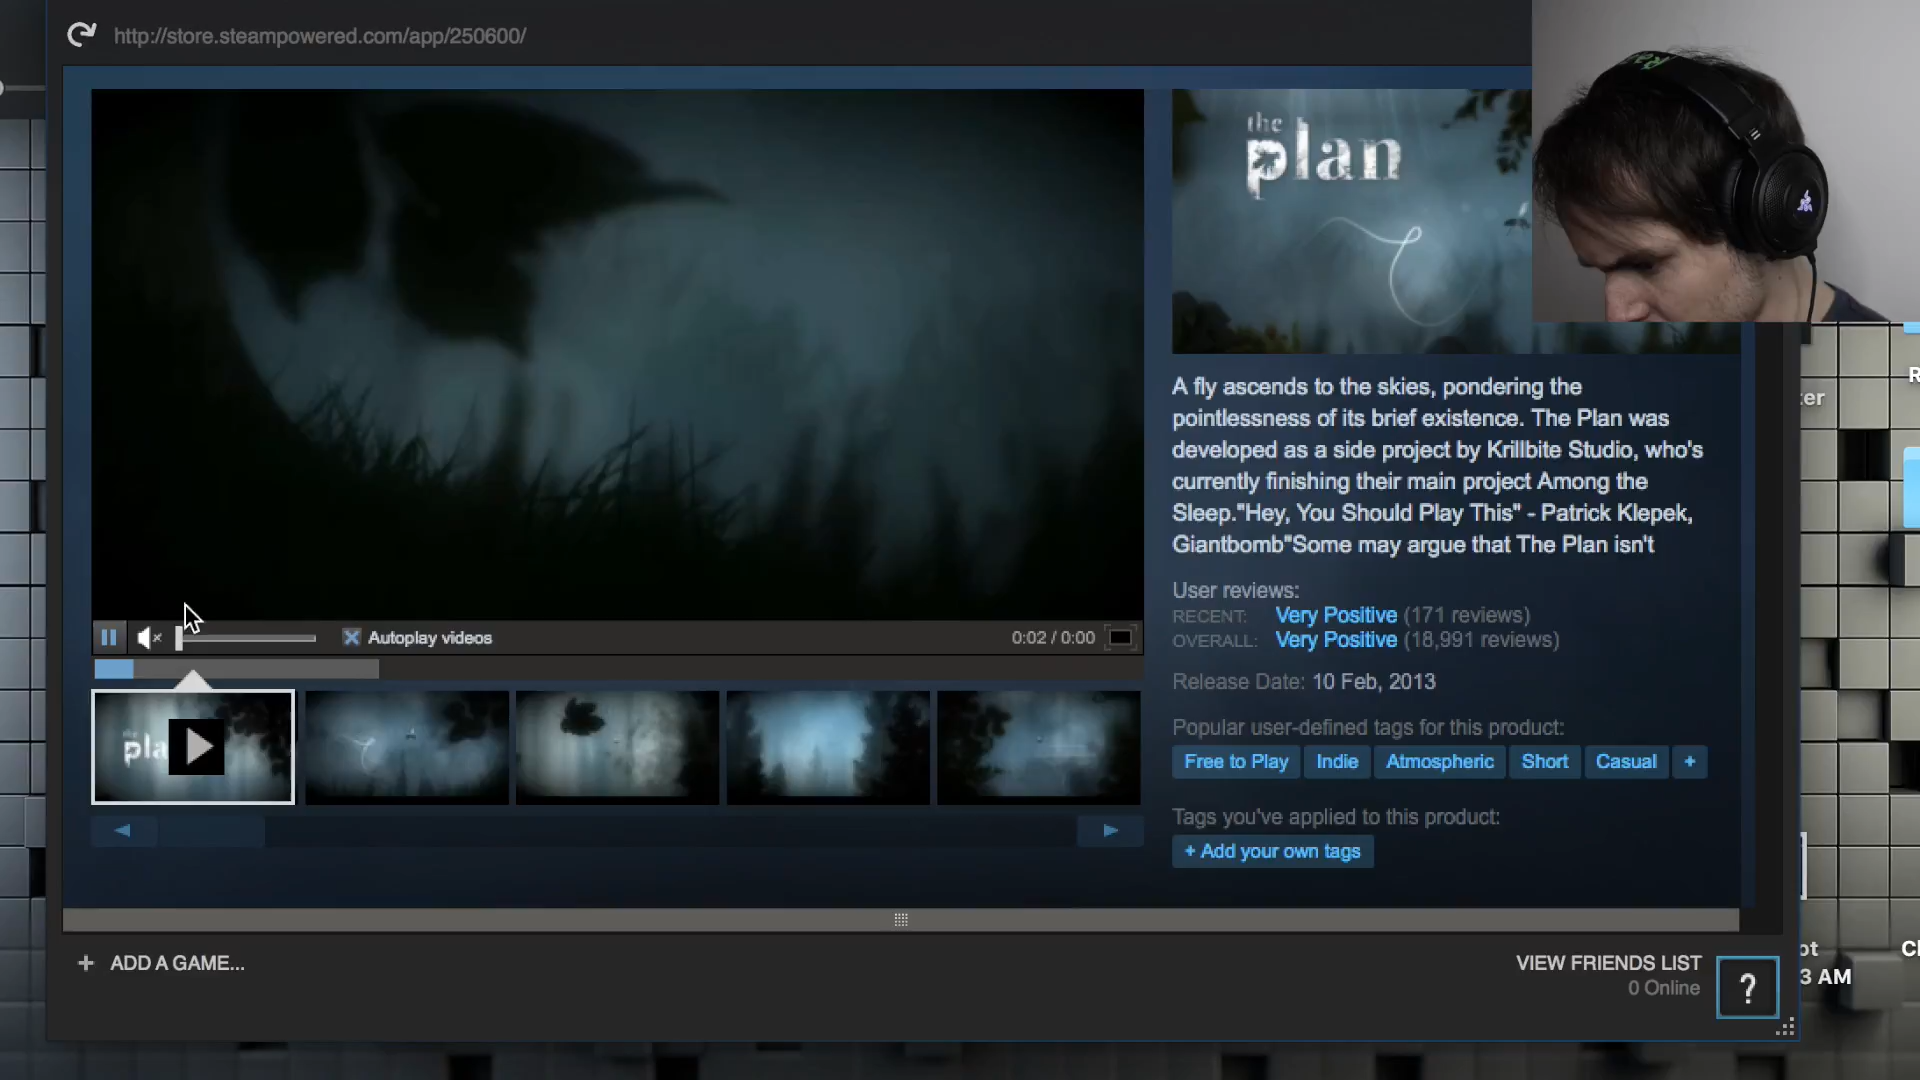 http://store.steampowered.com/app/250600/
the
plan
A fly ascends to the skies, pondering the
pointlessness of its brief existence. The Plan was
developed as a side project by Krillbite Studio, who's
currently finishing their main project Among the
Sleep."Hey, You Should Play This" - Patrick Klepek,
Giantbomb"Some may argue that The Plan isn't
User reviews:
RECENT: Very Positive (171 reviews)
OVERALL: Very Positive (18,991 reviews)
Autoplay videos
0:02 / 0:00
Release Date: 10 Feb, 2013
Popular user-defined tags for this product:
Free to Play Indie Atmospheric Short Casual +
the
pla
Tags you've applied to this product:
+ Add your own tags
+ ADD A GAME...
VIEW FRIENDS LIST
0 Online
?
3 AM